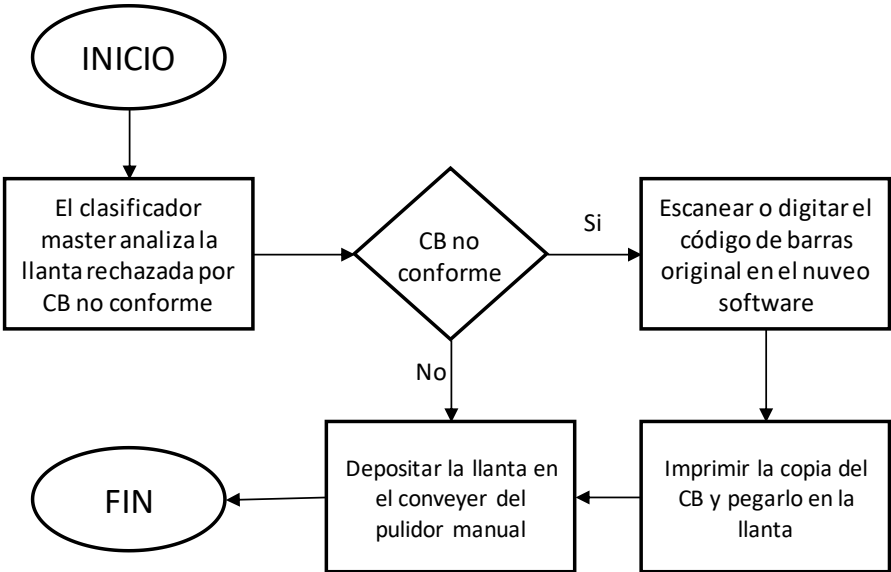 INICIO
El clasificador
master analiza la
llanta rechazada por
CB no conforme
CB no
conforme
Si
Escanear o digitar el
código de barras
original en el nuveo
software
No
Imprimir la copia del
CB y pegarlo en la
llanta
Depositar la llanta en
el conveyer del
pulidor manual
FIN